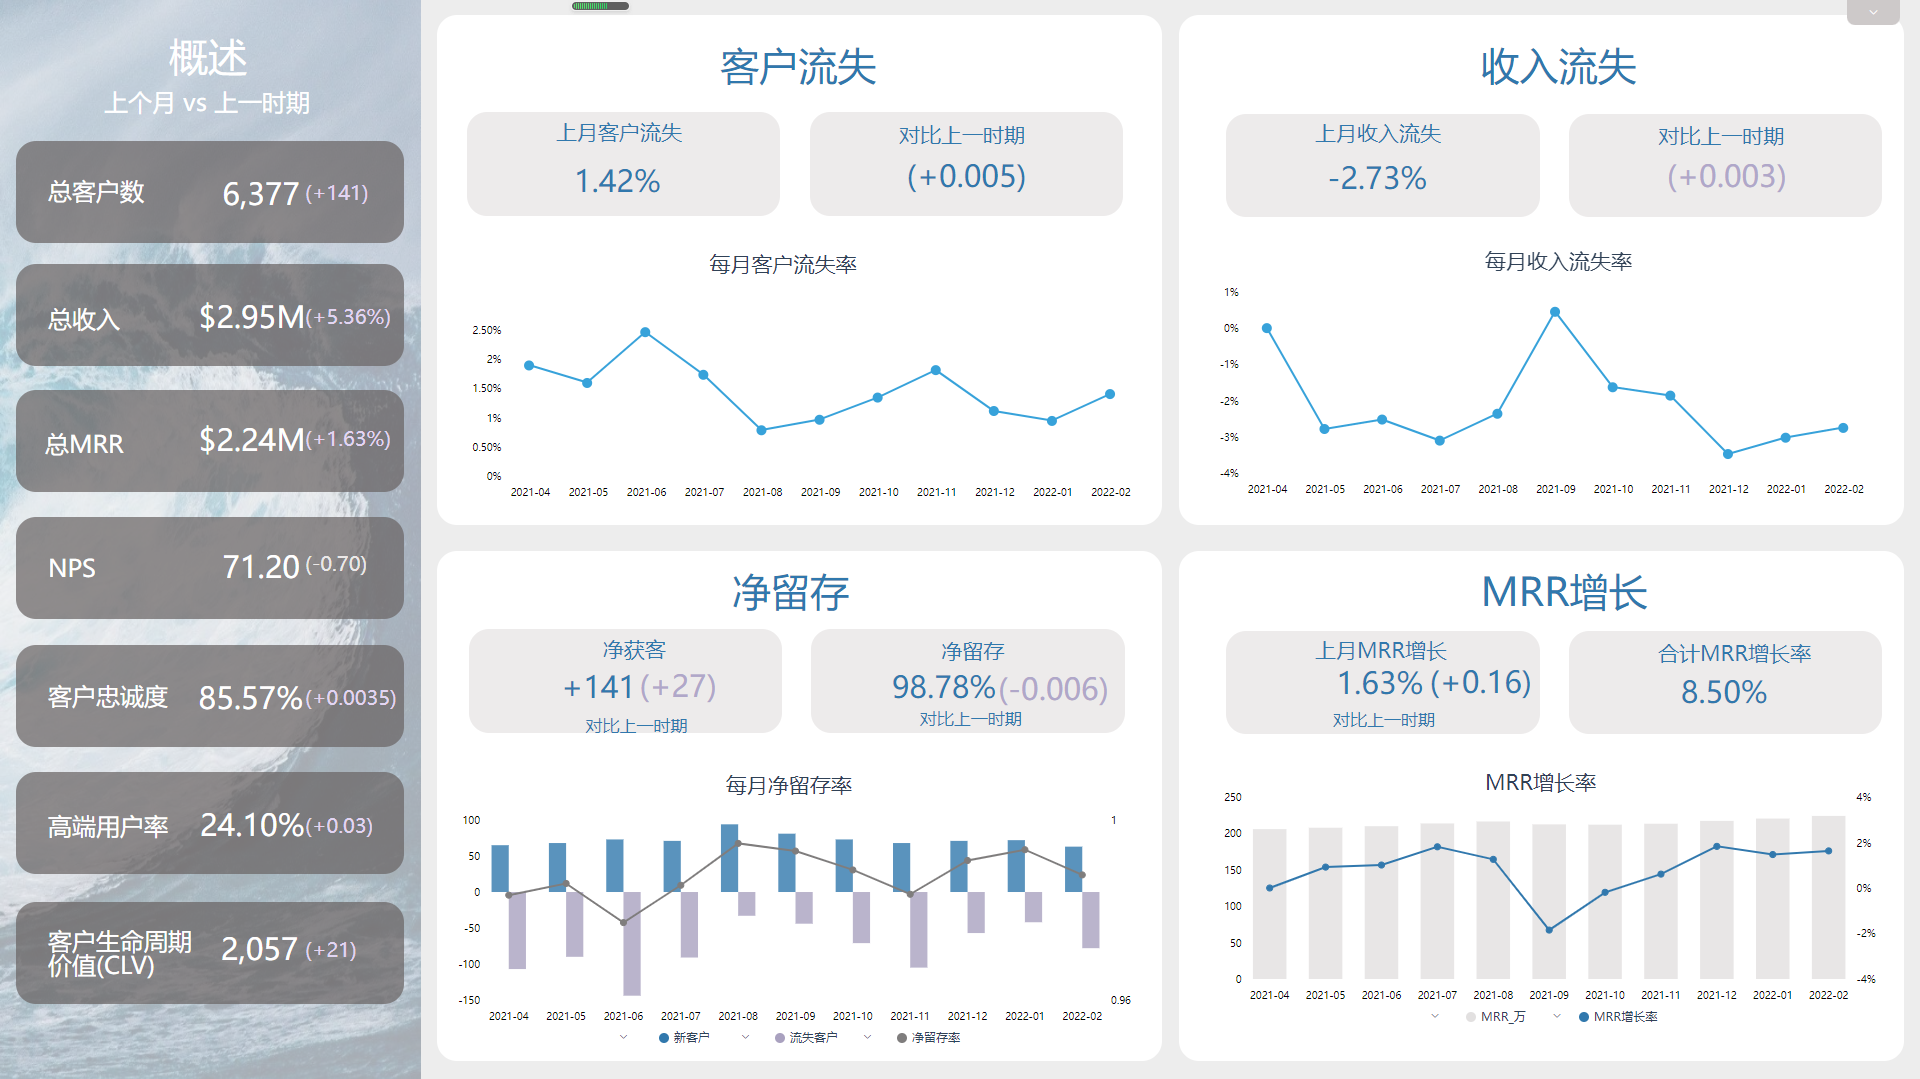 概述
上个月 vs 上一时期
总客户数 6,377 (+141)
总收入 $2.95M(+5.36%)
总MRR $2.24M(+1.63%)
NPS 71.20 (-0.70)
客户忠诚度 85.57%(+0.0035)
高端用户率 24.10%(+0.03)
客户生命周期
价值(CLV) 2,057 (+21)
客户流失
上月客户流失
1.42%
对比上一时期
(+0.005)
每月客户流失率
2.50%
2%
1.50%
1%
0.50%
0%
2021-04 2021-05 2021-06 2021-07 2021-08 2021-09 2021-10 2021-11 2021-12 2022-01 2022-02
收入流失
上月收入流失
-2.73%
对比上一时期
(+0.003)
每月收入流失率
1%
0%
-1%
-2%
-3%
-4%
2021-04 2021-05 2021-06 2021-07 2021-08 2021-09 2021-10 2021-11 2021-12 2022-01 2022-02
净留存
净获客
+141 (+27)
对比上一时期
净留存
98.78% (-0.006)
对比上一时期
每月净留存率
100
50
0
-50
-100
-150
1
0.96
2021-04 2021-05 2021-06 2021-07 2021-08 2021-09 2021-10 2021-11 2021-12 2022-01 2022-02
新客户 流失客户 净留存率
MRR增长
上月MRR增长
1.63% (+0.16)
对比上一时期
合计MRR增长率
8.50%
MRR增长率
250
200
150
100
50
0
4%
2%
0%
-2%
-4%
2021-04 2021-05 2021-06 2021-07 2021-08 2021-09 2021-10 2021-11 2021-12 2022-01 2022-02
MRR_万 MRR增长率